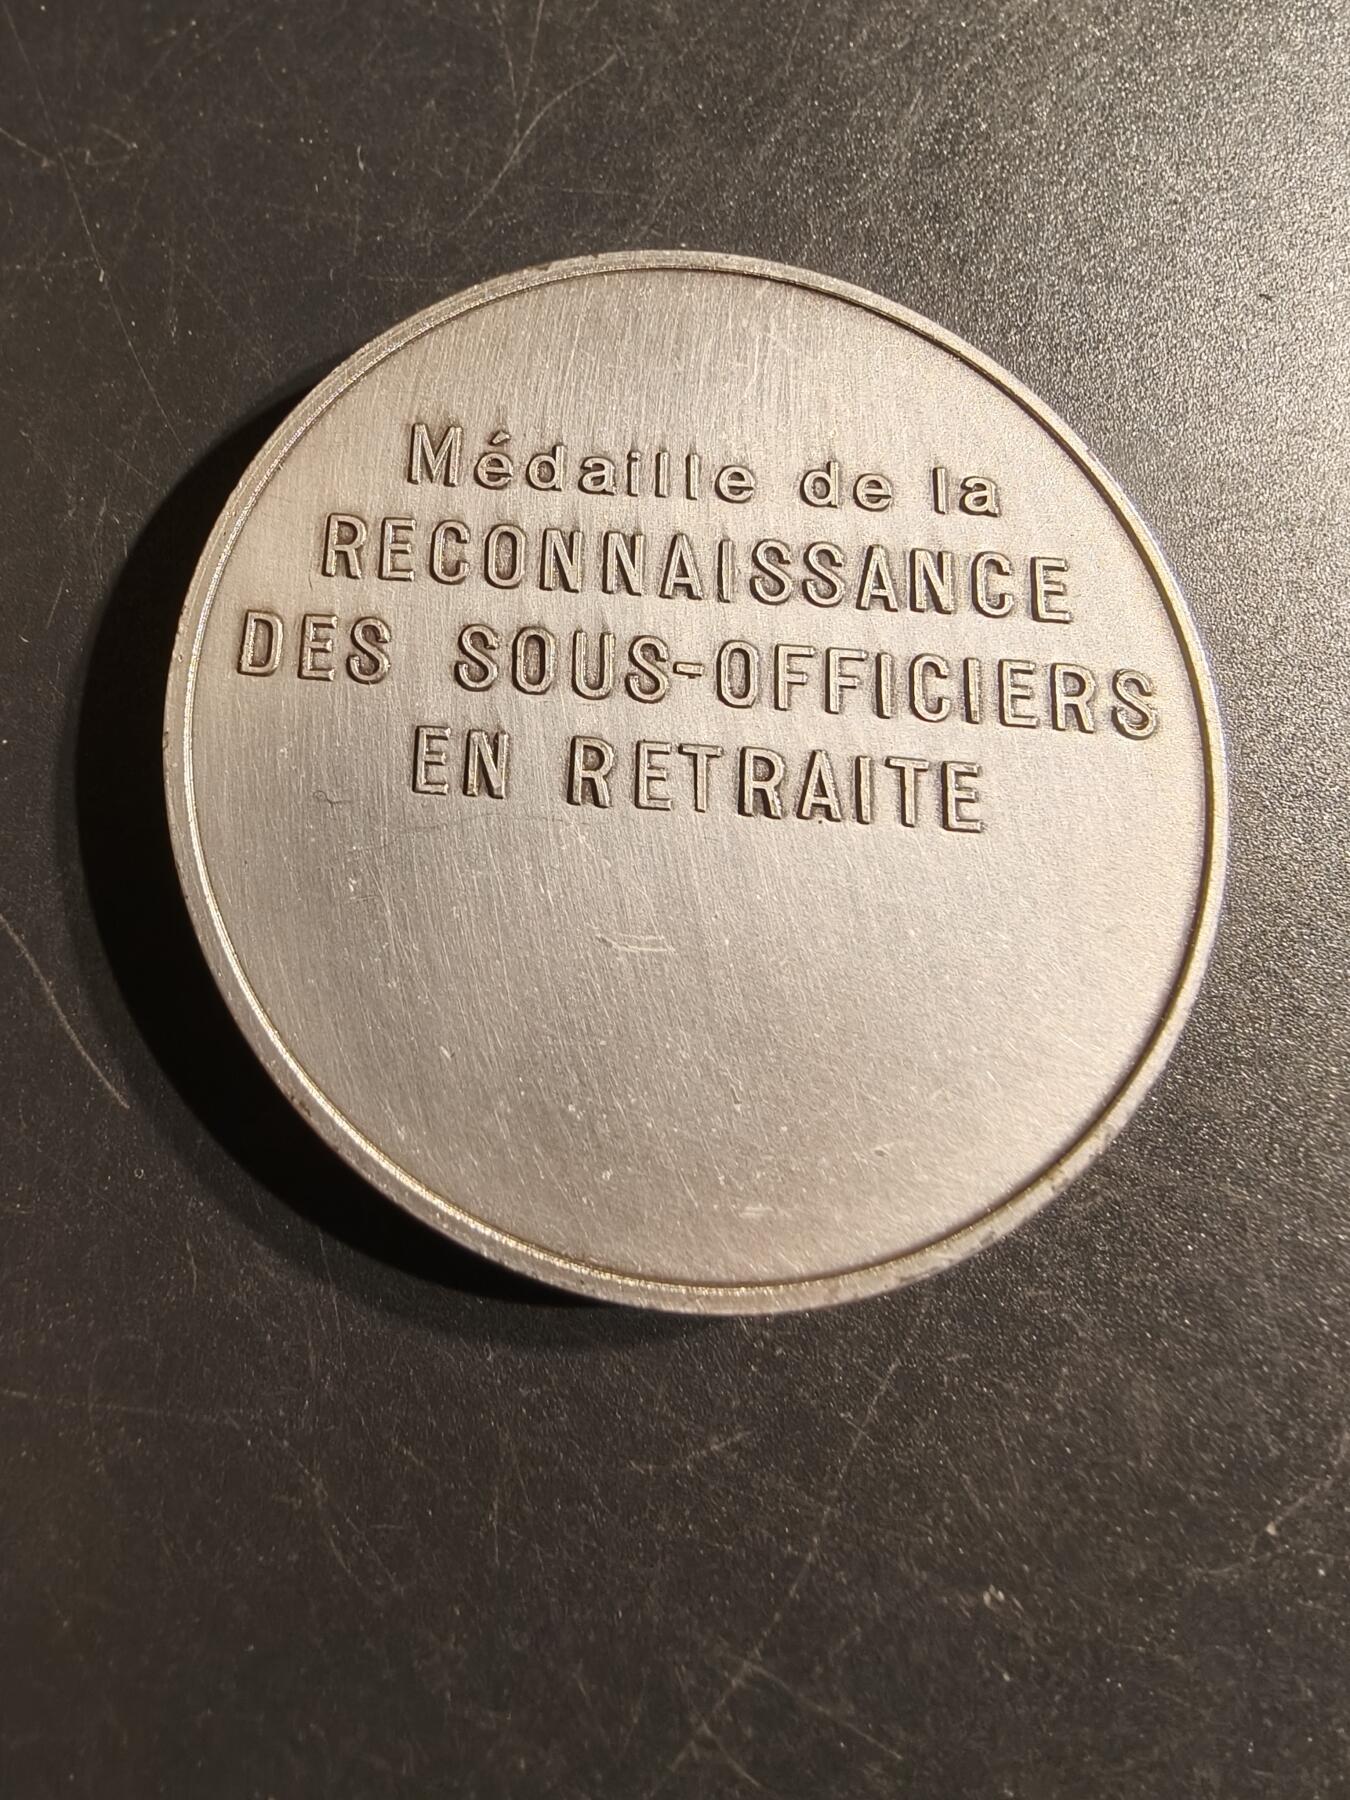 Médaille de la
RECONNAISSANCE
DES SOUS-OFFICIERS
EN RETRAITE